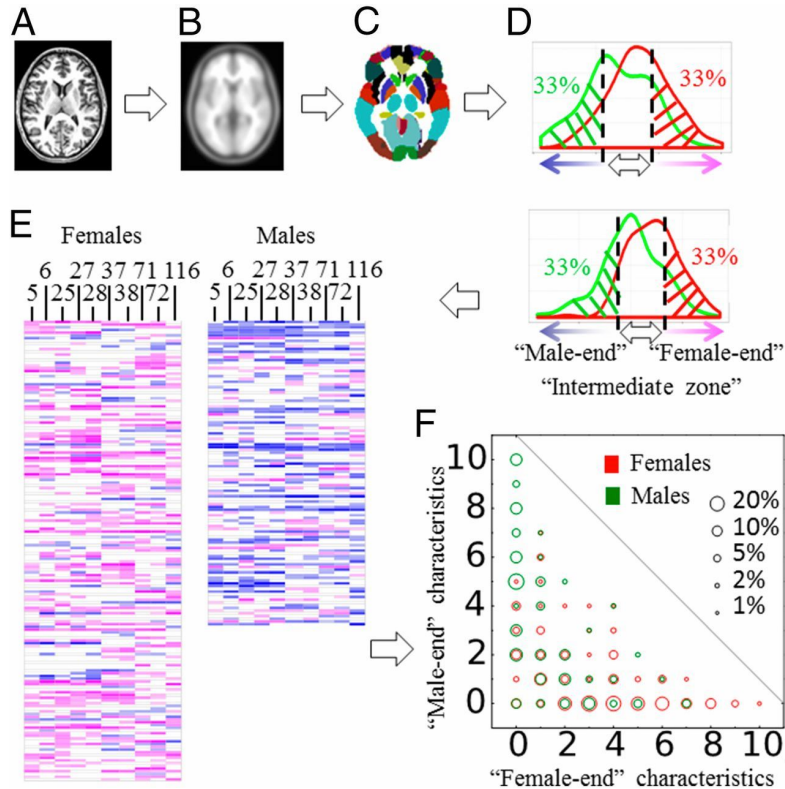 A B C D
33% 33%
33% 33%
“Male-end” “Female-end”
“Intermediate zone”
E
Females Males
6 27 37 71 116
5 25 28 38 72
6 27 37 71 116
5 25 28 38 72
F
Females
Males
20%
10%
5%
2%
1%
“Male-end” characteristics
10
8
6
4
2
0
0 2 4 6 8 10
“Female-end” characteristics